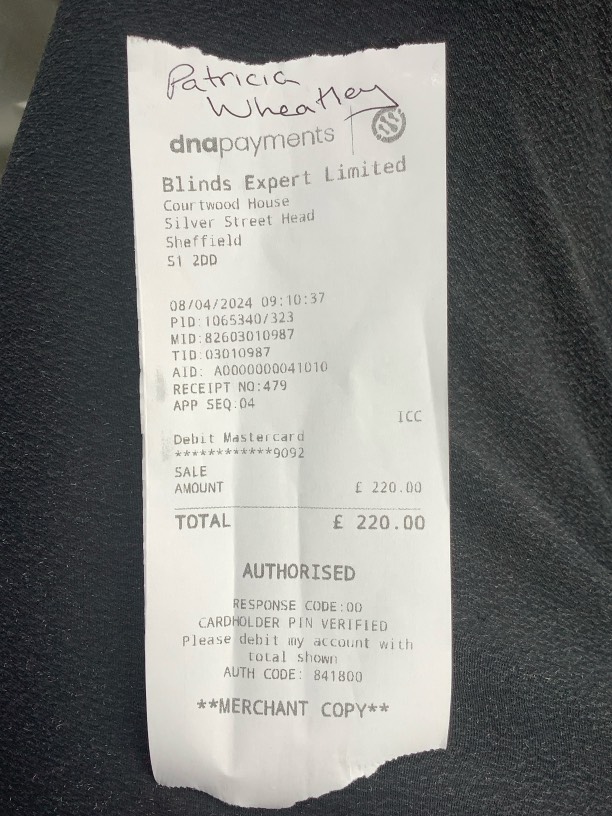 Patricia
Wheatley
dnapayments
Blinds Expert Limited
Courtwood House
Silver Street Head
Sheffield
S1 2DD
08/04/2024 09:10:37
PID:1065340/323
MID:82603010987
TID:03010987
AID: A0000000041010
RECEIPT NO:479
APP SEQ:04
ICC
Debit Mastercard
************9092
SALE
AMOUNT £ 220.00
TOTAL £ 220.00
AUTHORISED
RESPONSE CODE:00
CARDHOLDER PIN VERIFIED
Please debit my account with
total shown
AUTH CODE: 841800
**MERCHANT COPY**